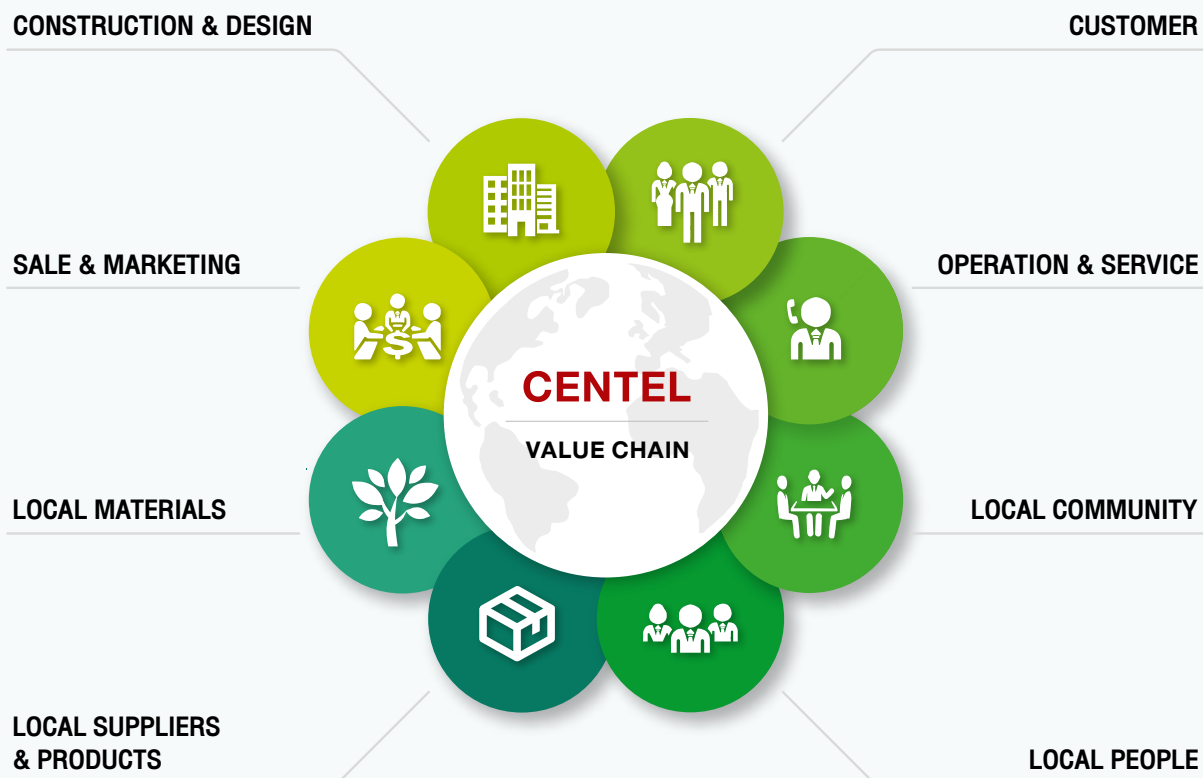 CONSTRUCTION & DESIGN
CUSTOMER
SALE & MARKETING
OPERATION & SERVICE
CENTEL
VALUE CHAIN
LOCAL MATERIALS
LOCAL COMMUNITY
LOCAL SUPPLIERS
& PRODUCTS
LOCAL PEOPLE